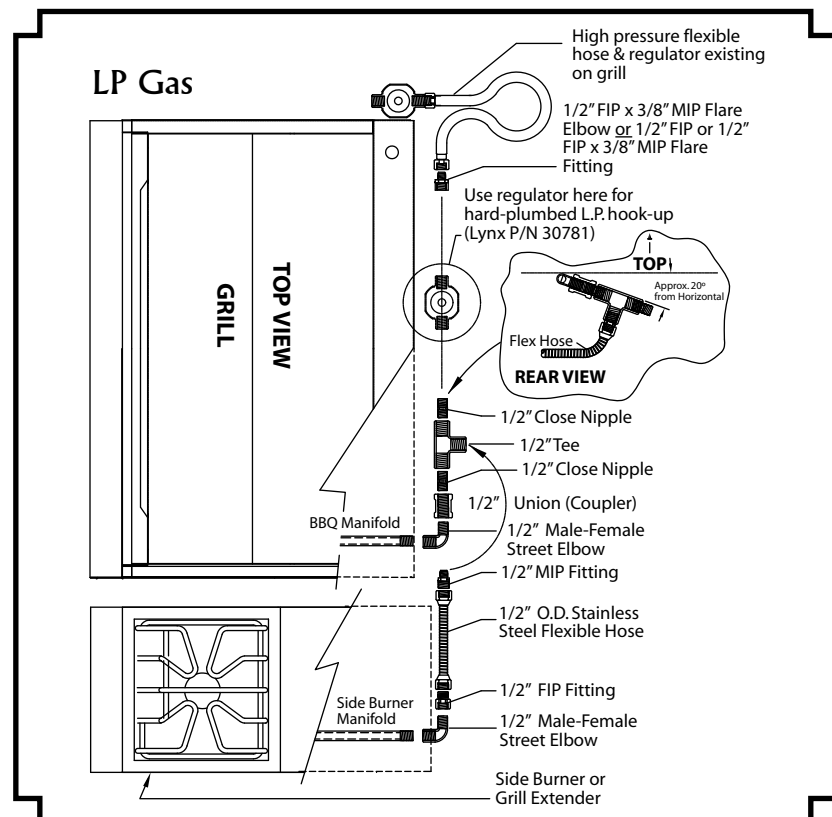 LP Gas
High pressure flexible
hose & regulator existing
on grill
1/2" FIP x 3/8" MIP Flare
Elbow or 1/2" FIP or 1/2"
FIP x 3/8" MIP Flare
Fitting
Use regulator here for
hard-plumbed L.P. hook-up
(Lynx P/N 30781)
TOP
Approx. 20º
from Horizontal
Flex Hose
REAR VIEW
TOP VIEW
GRILL
1/2" Close Nipple
1/2" Tee
1/2" Close Nipple
1/2" Union (Coupler)
BBQ Manifold
1/2" Male-Female
Street Elbow
1/2" MIP Fitting
1/2" O.D. Stainless
Steel Flexible Hose
1/2" FIP Fitting
Side Burner
Manifold
1/2" Male-Female
Street Elbow
Side Burner or
Grill Extender